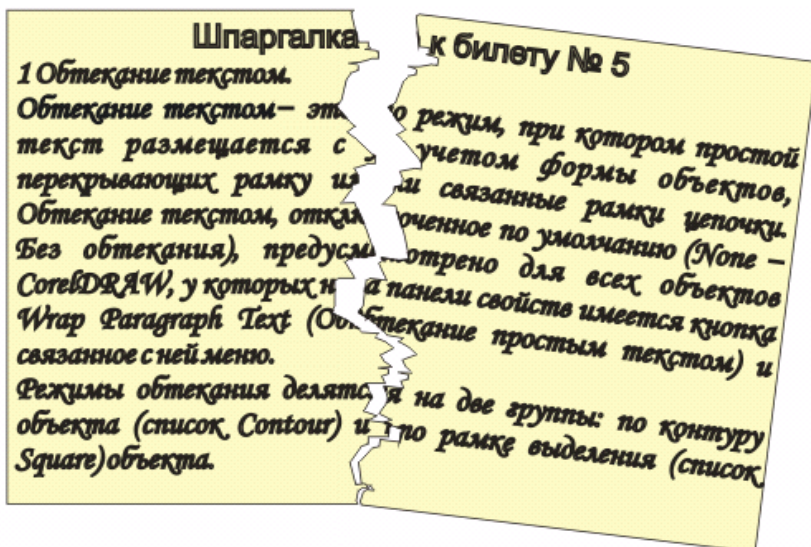 Шпаргалка к билету № 5
1 Обтекание текстом.
Обтекание текстом– это режим, при котором простой
текст размещается с учетом формы объектов,
перекрывающих рамку или связанные рамки цепочки.
Обтекание текстом, отключенное по умолчанию (None –
Без обтекания), предусмотрено для всех объектов
CorelDRAW, у которых на панели свойств имеется кнопка
Wrap Paragraph Text (Обтекание простым текстом) и
связанное с ней меню.
Режимы обтекания делятся на две группы: по контуру
объекта (список Contour) и по рамке выделения (список
Square)объекта.